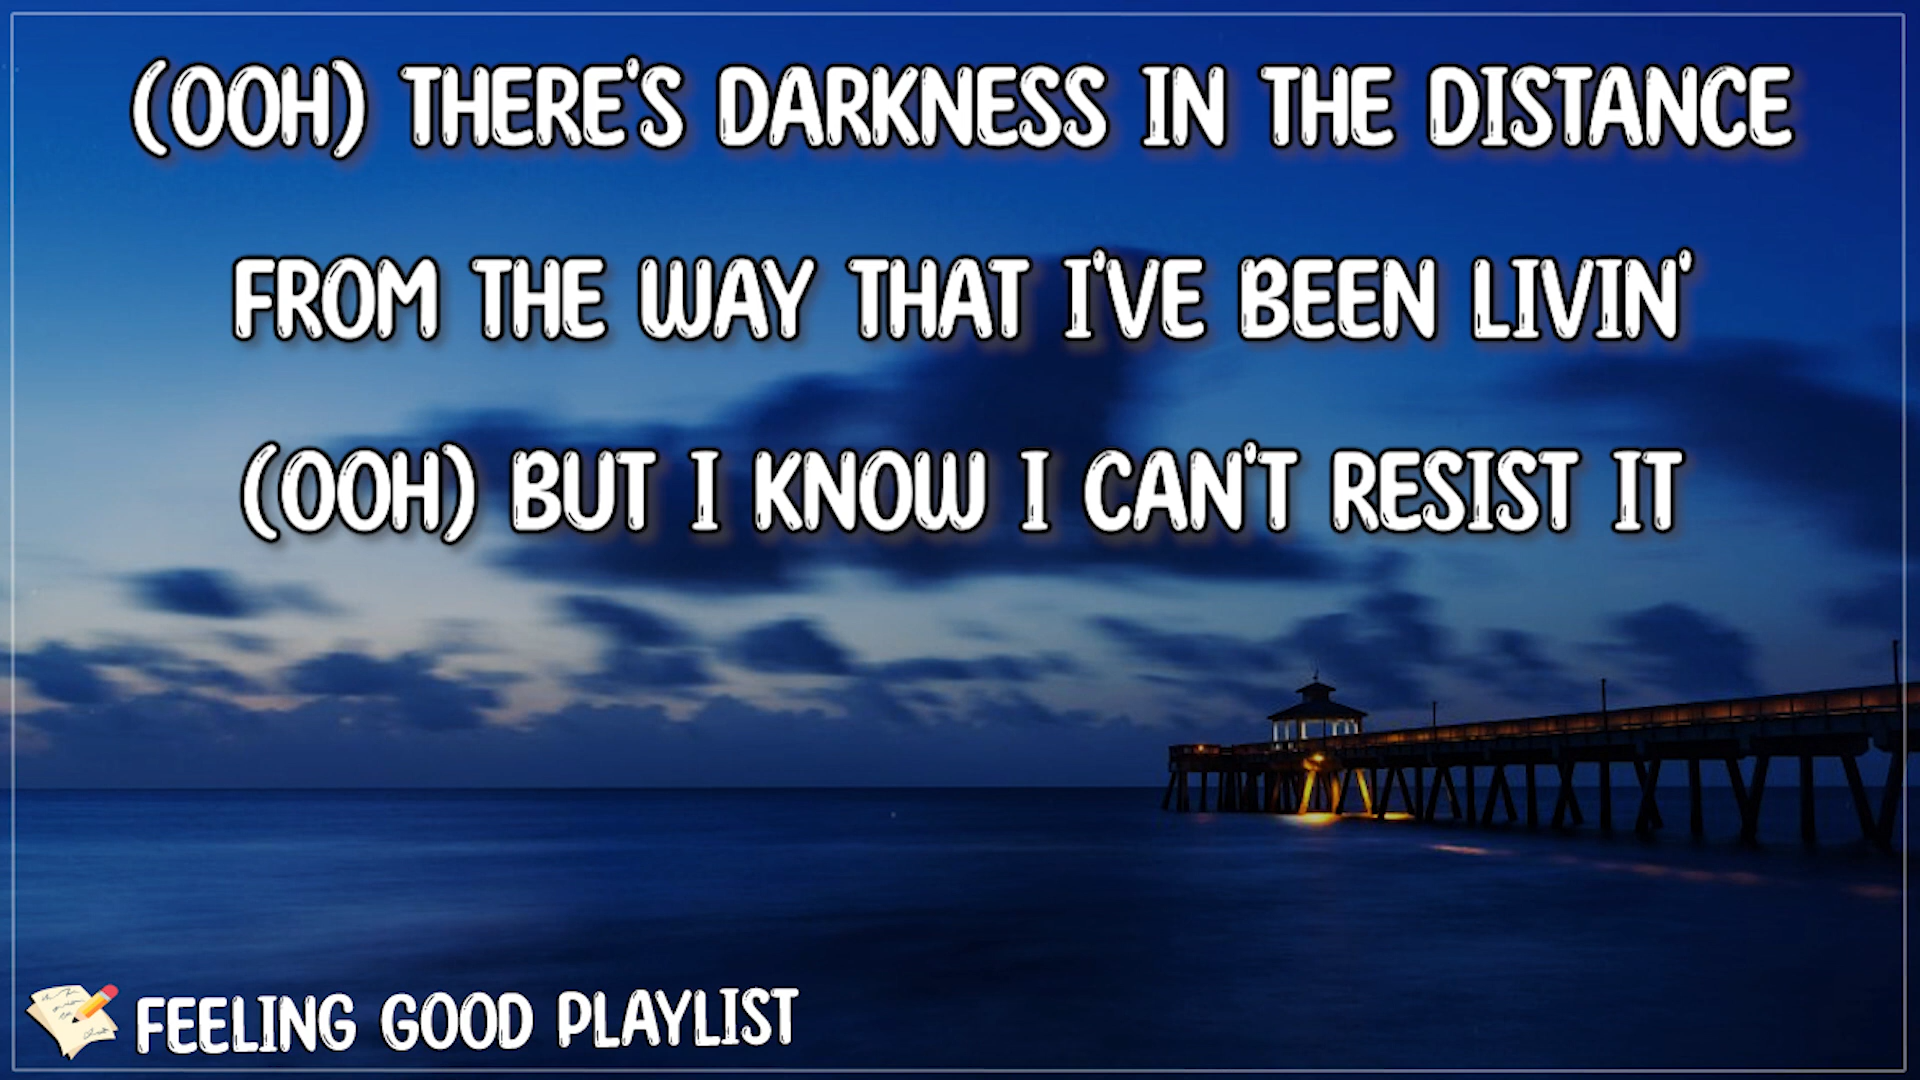 (OOH) THERE'S DARKNESS IN THE DISTANCE
FROM THE WAY THAT I'VE BEEN LIVIN'
(OOH) BUT I KNOW I CAN'T RESIST IT
FEELING GOOD PLAYLIST